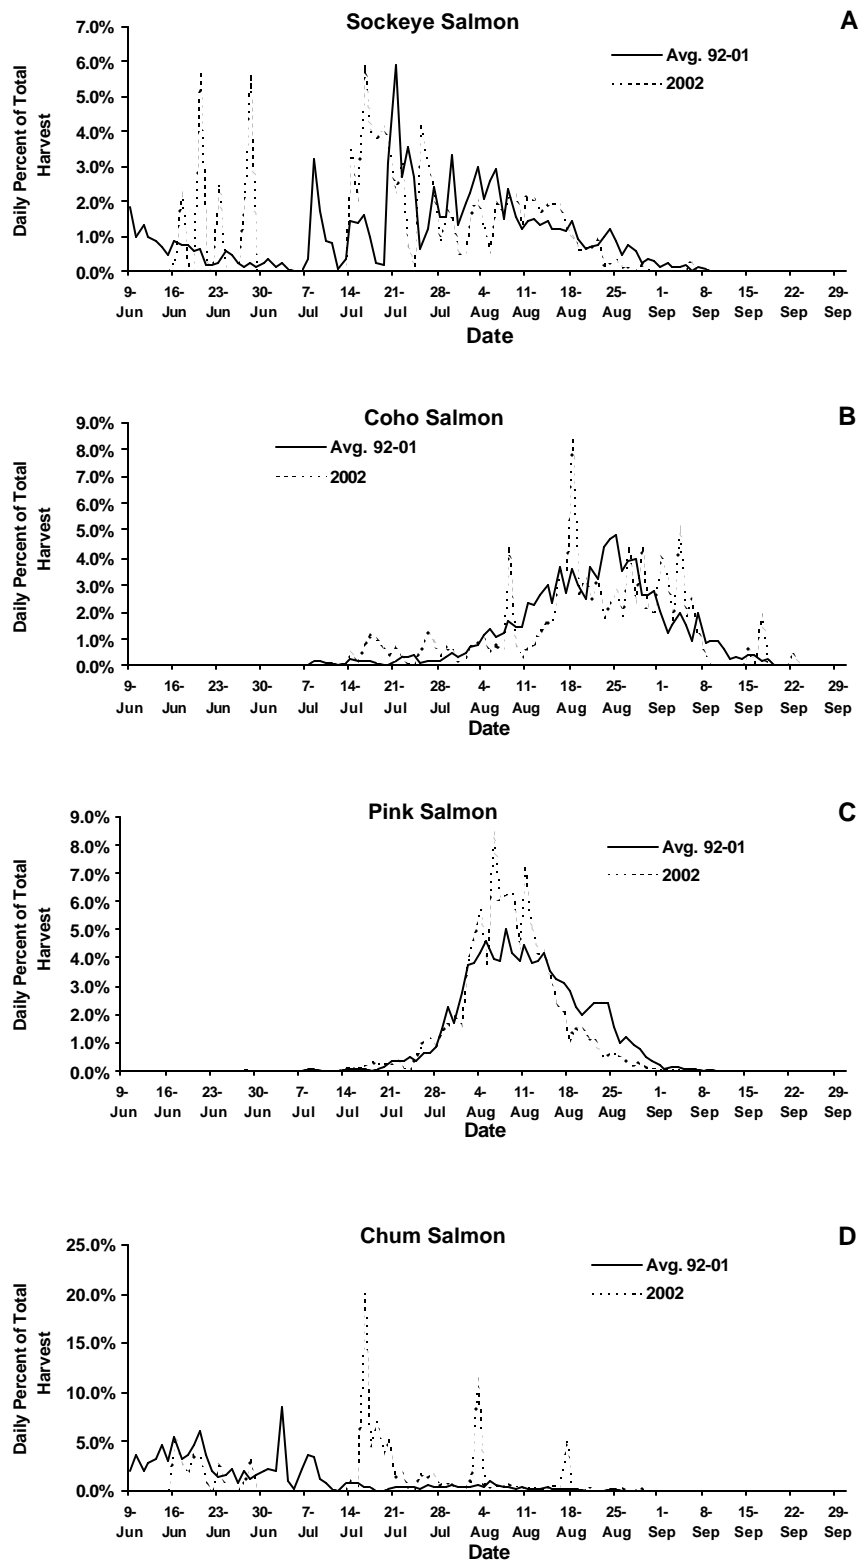 Sockeye Salmon
A
7.0%
6.0%
5.0%
4.0%
3.0%
2.0%
1.0%
0.0%
Daily Percent of Total
Harvest
Avg. 92-01
2002
9- 16- 23- 30- 7- 14- 21- 28- 4- 11- 18- 25- 1- 8- 15- 22- 29-
Jun Jun Jun Jun Jul Jul Jul Jul Aug Aug Aug Aug Sep Sep Sep Sep Sep
Date
Coho Salmon
B
9.0%
8.0%
7.0%
6.0%
5.0%
4.0%
3.0%
2.0%
1.0%
0.0%
Daily Percent of Total
Harvest
Avg. 92-01
2002
9- 16- 23- 30- 7- 14- 21- 28- 4- 11- 18- 25- 1- 8- 15- 22- 29-
Jun Jun Jun Jun Jul Jul Jul Jul Aug Aug Aug Aug Sep Sep Sep Sep Sep
Date
Pink Salmon
C
9.0%
8.0%
7.0%
6.0%
5.0%
4.0%
3.0%
2.0%
1.0%
0.0%
Daily Percent of Total
Harvest
Avg. 92-01
2002
9- 16- 23- 30- 7- 14- 21- 28- 4- 11- 18- 25- 1- 8- 15- 22- 29-
Jun Jun Jun Jun Jul Jul Jul Jul Aug Aug Aug Aug Sep Sep Sep Sep Sep
Date
Chum Salmon
D
25.0%
20.0%
15.0%
10.0%
5.0%
0.0%
Daily Percent of Total
Harvest
Avg. 92-01
2002
9- 16- 23- 30- 7- 14- 21- 28- 4- 11- 18- 25- 1- 8- 15- 22- 29-
Jun Jun Jun Jun Jul Jul Jul Jul Aug Aug Aug Aug Sep Sep Sep Sep Sep
Date